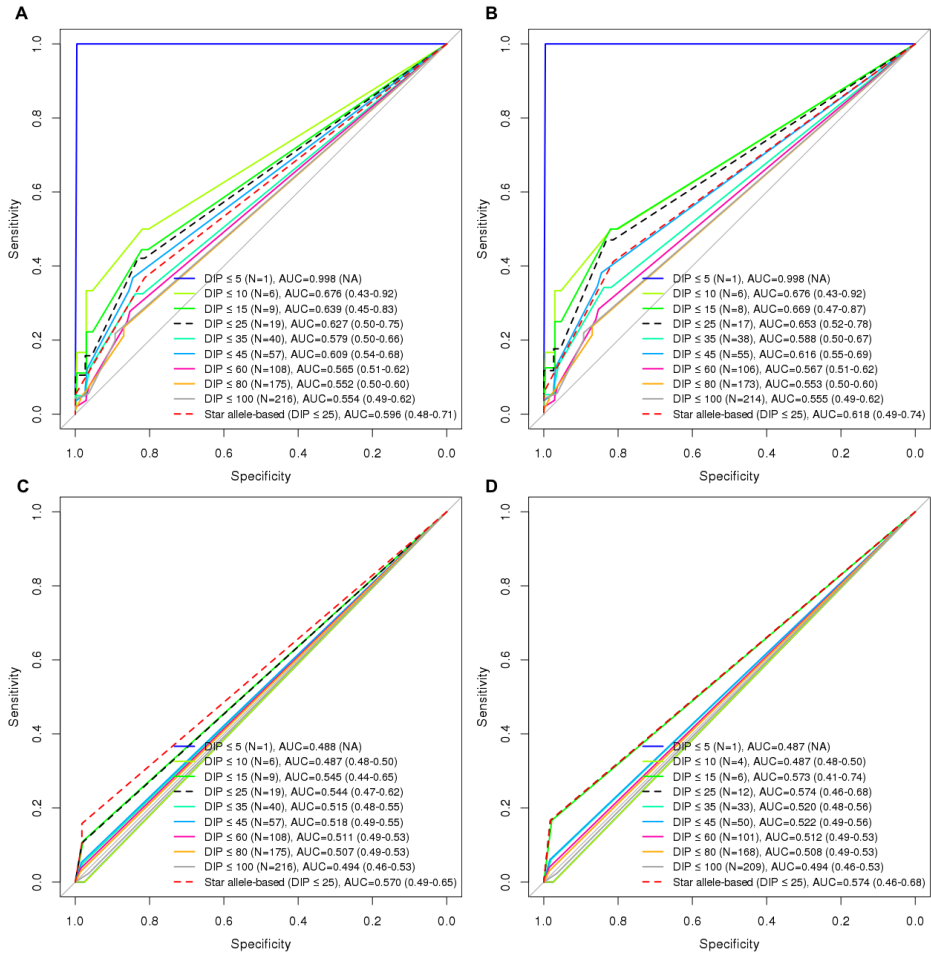 A
1.0
0.8
0.6
0.4
0.2
0.0
Sensitivity
DIP ≤ 5 (N=1), AUC=0.998 (NA)
DIP ≤ 10 (N=6), AUC=0.676 (0.43-0.92)
DIP ≤ 15 (N=9), AUC=0.639 (0.45-0.83)
DIP ≤ 25 (N=19), AUC=0.627 (0.50-0.75)
DIP ≤ 35 (N=40), AUC=0.579 (0.50-0.66)
DIP ≤ 45 (N=57), AUC=0.609 (0.54-0.68)
DIP ≤ 60 (N=108), AUC=0.565 (0.51-0.62)
DIP ≤ 80 (N=175), AUC=0.552 (0.50-0.60)
DIP ≤ 100 (N=216), AUC=0.554 (0.49-0.62)
Star allele-based (DIP ≤ 25), AUC=0.596 (0.48-0.71)
1.0 0.8 0.6 0.4 0.2 0.0
Specificity
B
1.0
0.8
0.6
0.4
0.2
0.0
Sensitivity
DIP ≤ 5 (N=1), AUC=0.998 (NA)
DIP ≤ 10 (N=6), AUC=0.676 (0.43-0.92)
DIP ≤ 15 (N=8), AUC=0.669 (0.47-0.87)
DIP ≤ 25 (N=17), AUC=0.653 (0.52-0.78)
DIP ≤ 35 (N=38), AUC=0.588 (0.50-0.67)
DIP ≤ 45 (N=55), AUC=0.616 (0.55-0.69)
DIP ≤ 60 (N=106), AUC=0.567 (0.51-0.62)
DIP ≤ 80 (N=173), AUC=0.553 (0.50-0.60)
DIP ≤ 100 (N=214), AUC=0.555 (0.49-0.62)
Star allele-based (DIP ≤ 25), AUC=0.618 (0.49-0.74)
1.0 0.8 0.6 0.4 0.2 0.0
Specificity
C
1.0
0.8
0.6
0.4
0.2
0.0
Sensitivity
DIP ≤ 5 (N=1), AUC=0.488 (NA)
DIP ≤ 10 (N=6), AUC=0.487 (0.48-0.50)
DIP ≤ 15 (N=9), AUC=0.545 (0.44-0.65)
DIP ≤ 25 (N=19), AUC=0.544 (0.47-0.62)
DIP ≤ 35 (N=40), AUC=0.515 (0.48-0.55)
DIP ≤ 45 (N=57), AUC=0.518 (0.49-0.55)
DIP ≤ 60 (N=108), AUC=0.511 (0.49-0.53)
DIP ≤ 80 (N=175), AUC=0.507 (0.49-0.53)
DIP ≤ 100 (N=216), AUC=0.494 (0.46-0.53)
Star allele-based (DIP ≤ 25), AUC=0.570 (0.49-0.65)
1.0 0.8 0.6 0.4 0.2 0.0
Specificity
D
1.0
0.8
0.6
0.4
0.2
0.0
Sensitivity
DIP ≤ 5 (N=1), AUC=0.487 (NA)
DIP ≤ 10 (N=4), AUC=0.487 (0.48-0.50)
DIP ≤ 15 (N=6), AUC=0.573 (0.41-0.74)
DIP ≤ 25 (N=12), AUC=0.574 (0.46-0.68)
DIP ≤ 35 (N=33), AUC=0.520 (0.48-0.56)
DIP ≤ 45 (N=50), AUC=0.522 (0.49-0.56)
DIP ≤ 60 (N=101), AUC=0.512 (0.49-0.53)
DIP ≤ 80 (N=168), AUC=0.508 (0.49-0.53)
DIP ≤ 100 (N=209), AUC=0.494 (0.46-0.53)
Star allele-based (DIP ≤ 25), AUC=0.574 (0.46-0.68)
1.0 0.8 0.6 0.4 0.2 0.0
Specificity